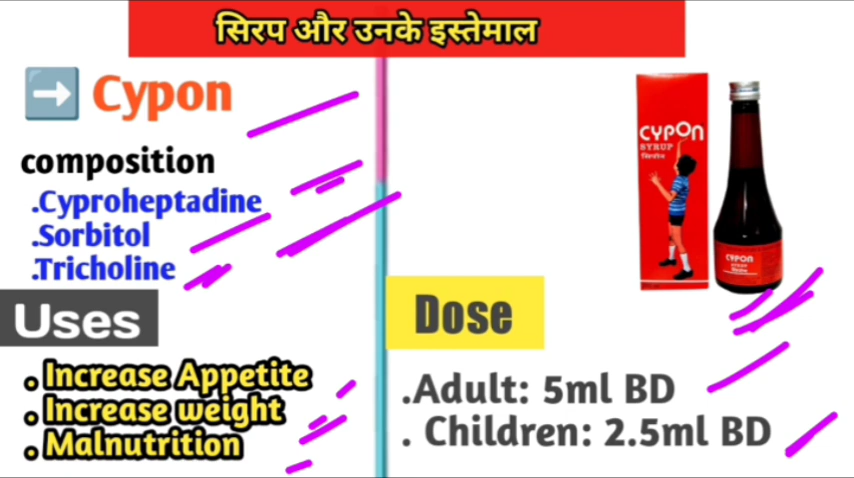 सिरप और उनके इस्तेमाल
Cypon
composition
.Cyproheptadine
.Sorbitol
.Tricholine
Uses
. Increase Appetite
. Increase weight
. Malnutrition
CYPON
SYRUP
CYPON
SYRUP
Dose
.Adult: 5ml BD
. Children: 2.5ml BD